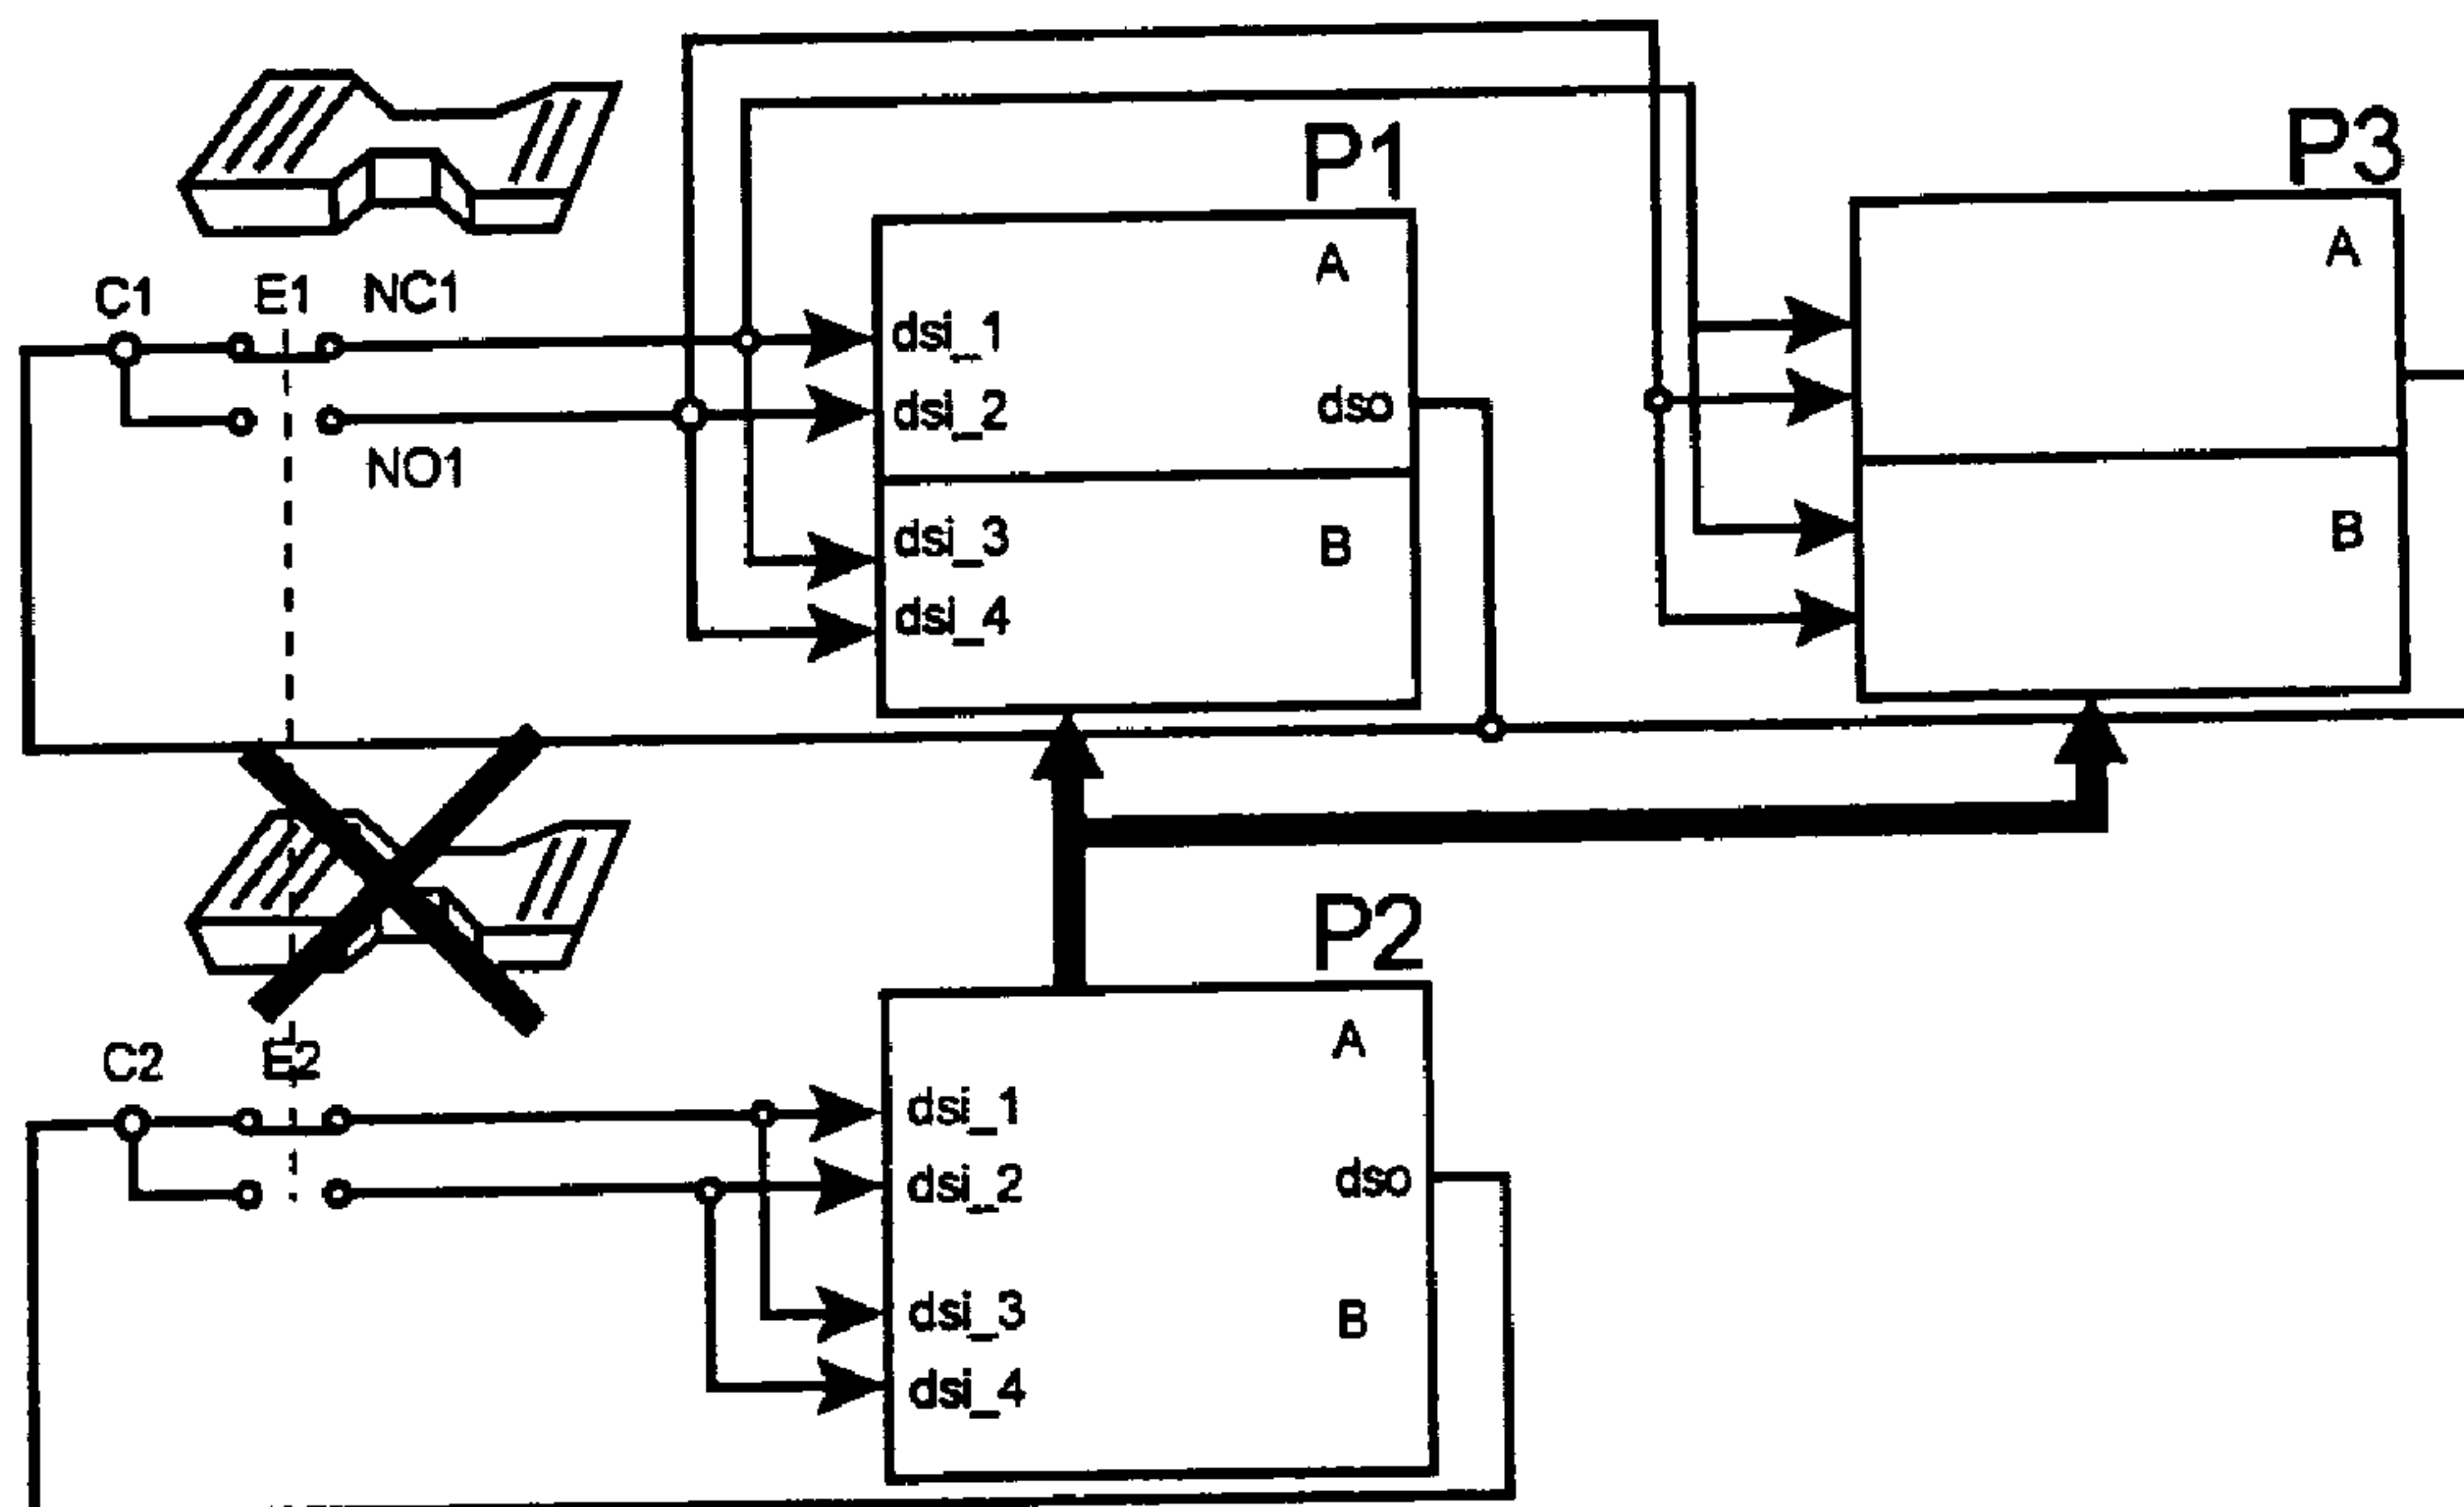 P1
P3
A
A
C1
E1
NC1
dsi_1
dsi_2
dso
NO1
dsi_3
B
B
dsi_4
P2
A
C2
E2
dsi_1
dsi_2
dso
dsi_3
B
dsi_4